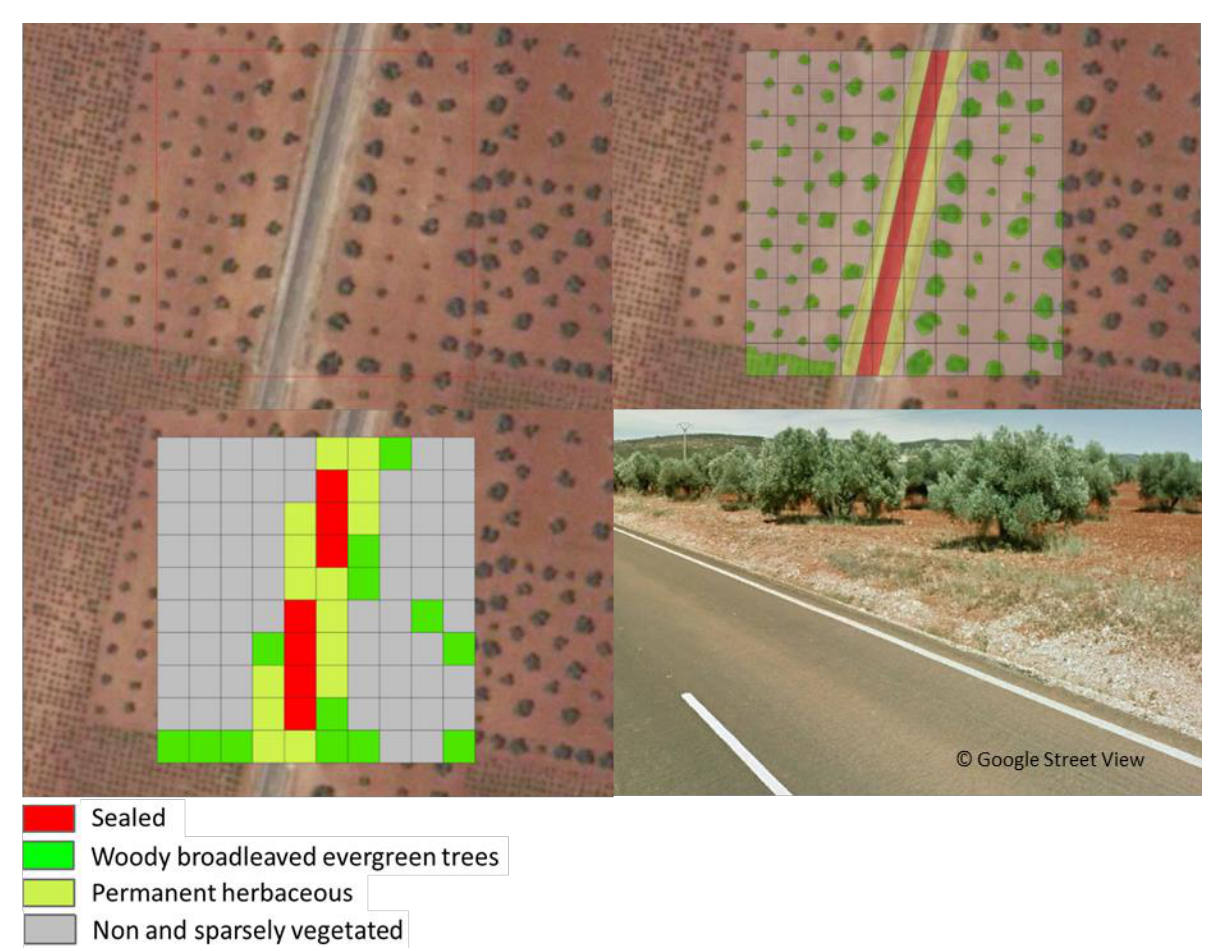 © Google Street View
Sealed
Woody broadleaved evergreen trees
Permanent herbaceous
Non and sparsely vegetated